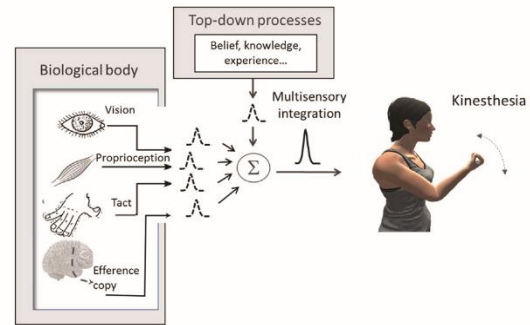 Top-down processes
Belief, knowledge,
experience...
Biological body
Vision
Proprioception
Tact
Efference
copy
Σ
Multisensory
integration
Kinesthesia